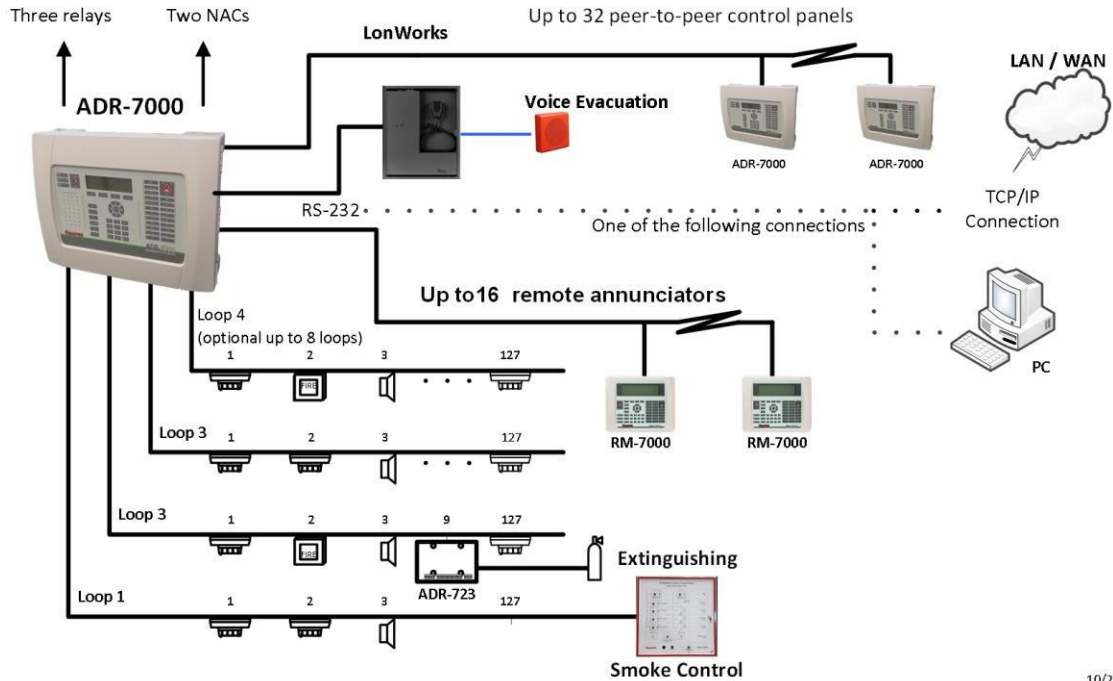 Three relays
Two NACs
Up to 32 peer-to-peer control panels
LonWorks
LAN / WAN
ADR-7000
Voice Evacuation
ADR-7000
ADR-7000
RS-232
TCP/IP
Connection
One of the following connections
Up to16 remote annunciators
Loop 4
(optional up to 8 loops)
PC
1 2 3 127
FIRE
RM-7000
RM-7000
Loop 3
1 2 3 127
Loop 3
1 2 3 9 127
FIRE
Extinguishing
ADR-723
Loop 1
1 2 3 127
Smoke Control
10/2